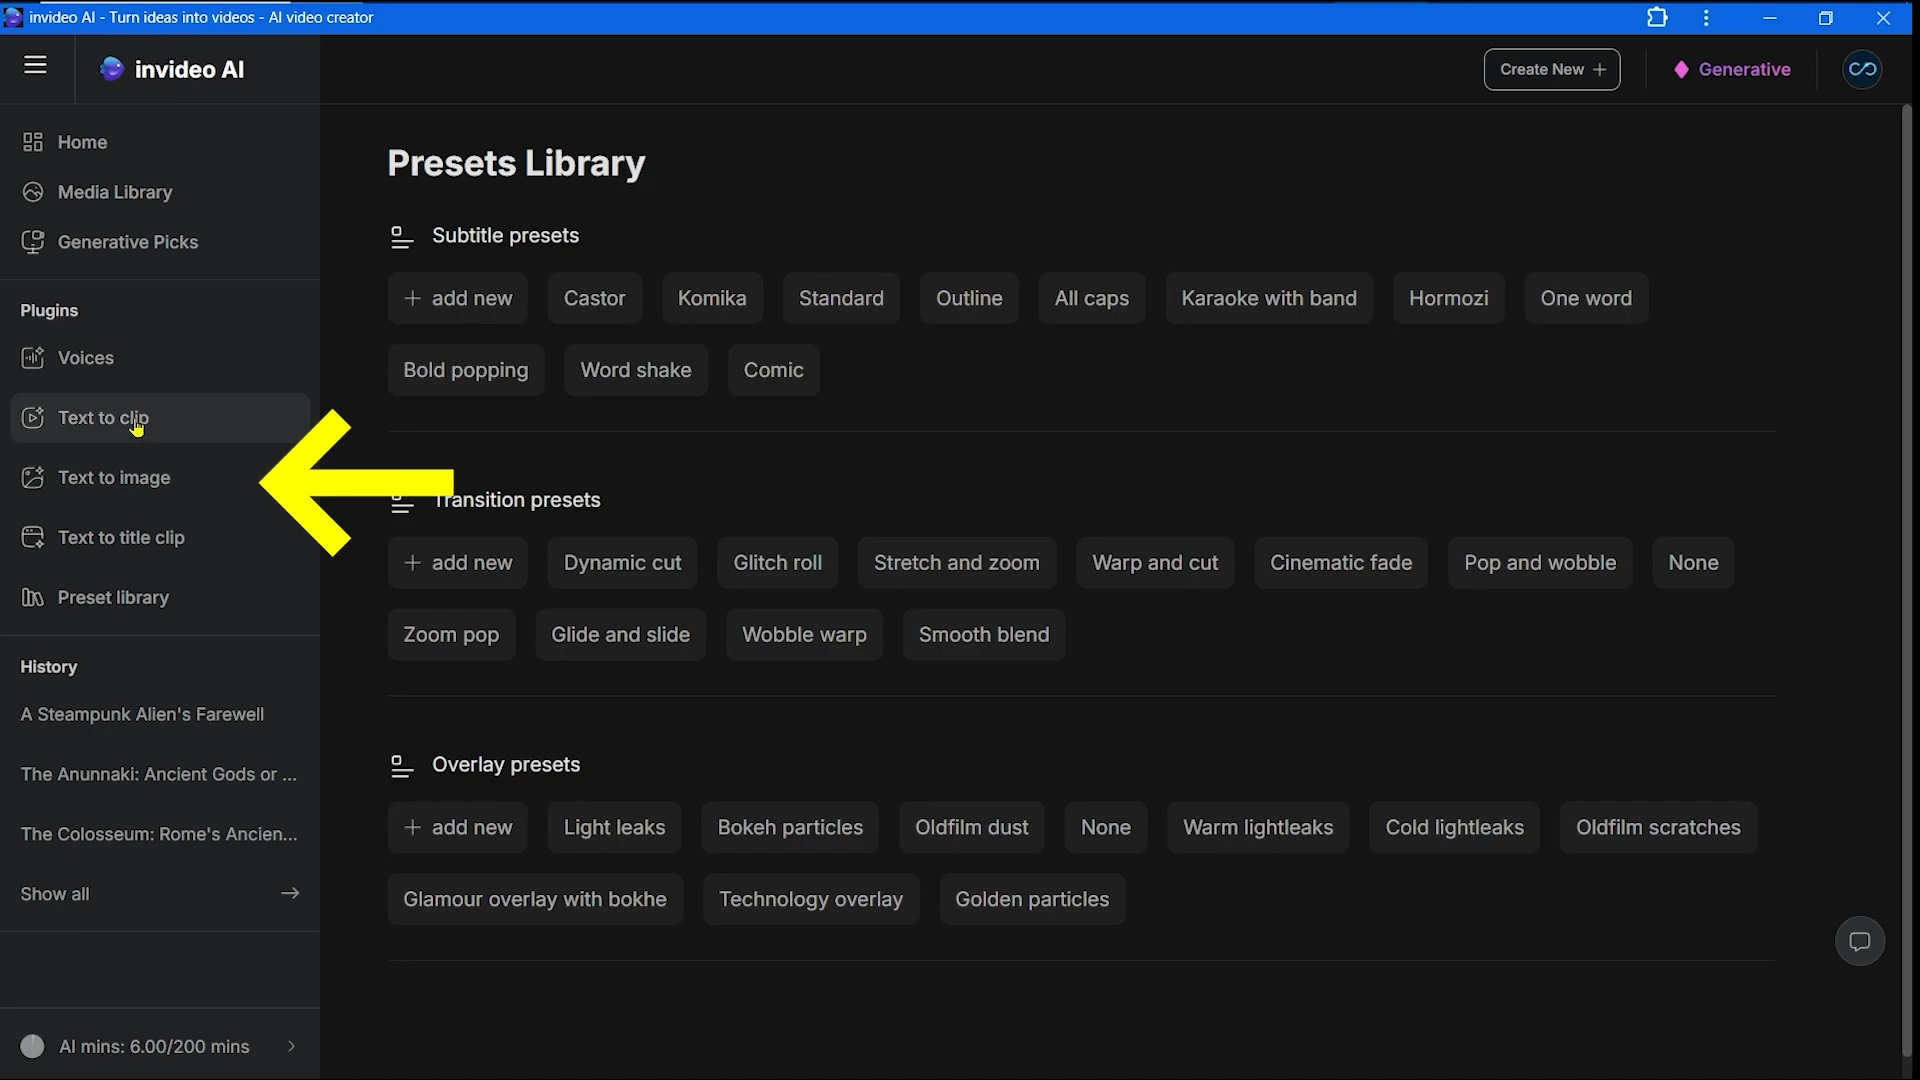 invideo AI - Turn ideas into videos - AI video creator
invideo AI
Create New
Generative
Home
Media Library
Generative Picks
Plugins
Voices
Text to clip
Text to image
Text to title clip
Preset library
History
A Steampunk Alien's Farewell
The Anunnaki: Ancient Gods or ...
The Colosseum: Rome's Ancien...
Show all
AI mins: 6.00/200 mins
Presets Library
Subtitle presets
+ add new Castor Komika Standard Outline All caps Karaoke with band Hormozi One word
Bold popping Word shake Comic
Transition presets
+ add new Dynamic cut Glitch roll Stretch and zoom Warp and cut Cinematic fade Pop and wobble None
Zoom pop Glide and slide Wobble warp Smooth blend
Overlay presets
+ add new Light leaks Bokeh particles Oldfilm dust None Warm lightleaks Cold lightleaks Oldfilm scratches
Glamour overlay with bokhe Technology overlay Golden particles